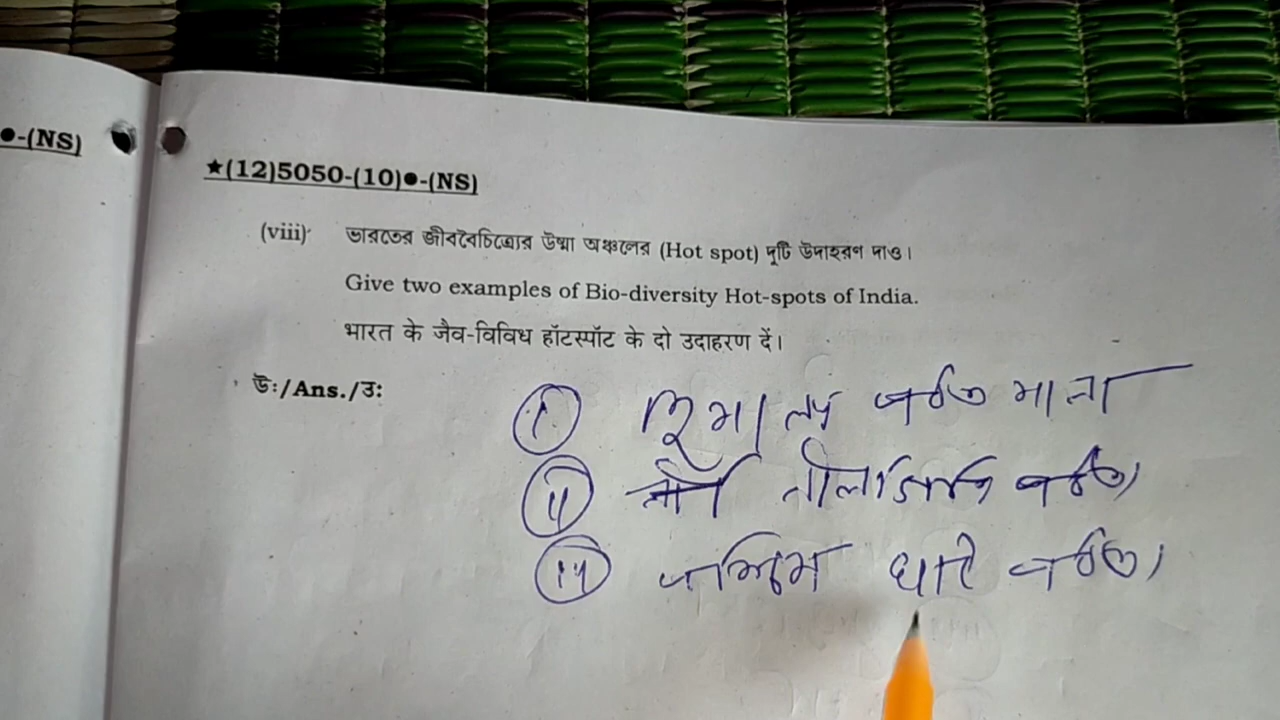 ●-(NS)
★(12)5050-(10)●-(NS)
(viii) ভারতের জীববৈচিত্র্যের উষ্মা অঞ্চলের (Hot spot) দুটি উদাহরণ দাও।
Give two examples of Bio-diversity Hot-spots of India.
भारत के जैव-विविध हॉटस्पॉट के दो उदाहरण दें।
উঃ/Ans./उ:
(i) হিমালয় পর্বত মালা
(ii) নীলগিরি পর্বত।
পশ্চিম ঘাট পর্বত।